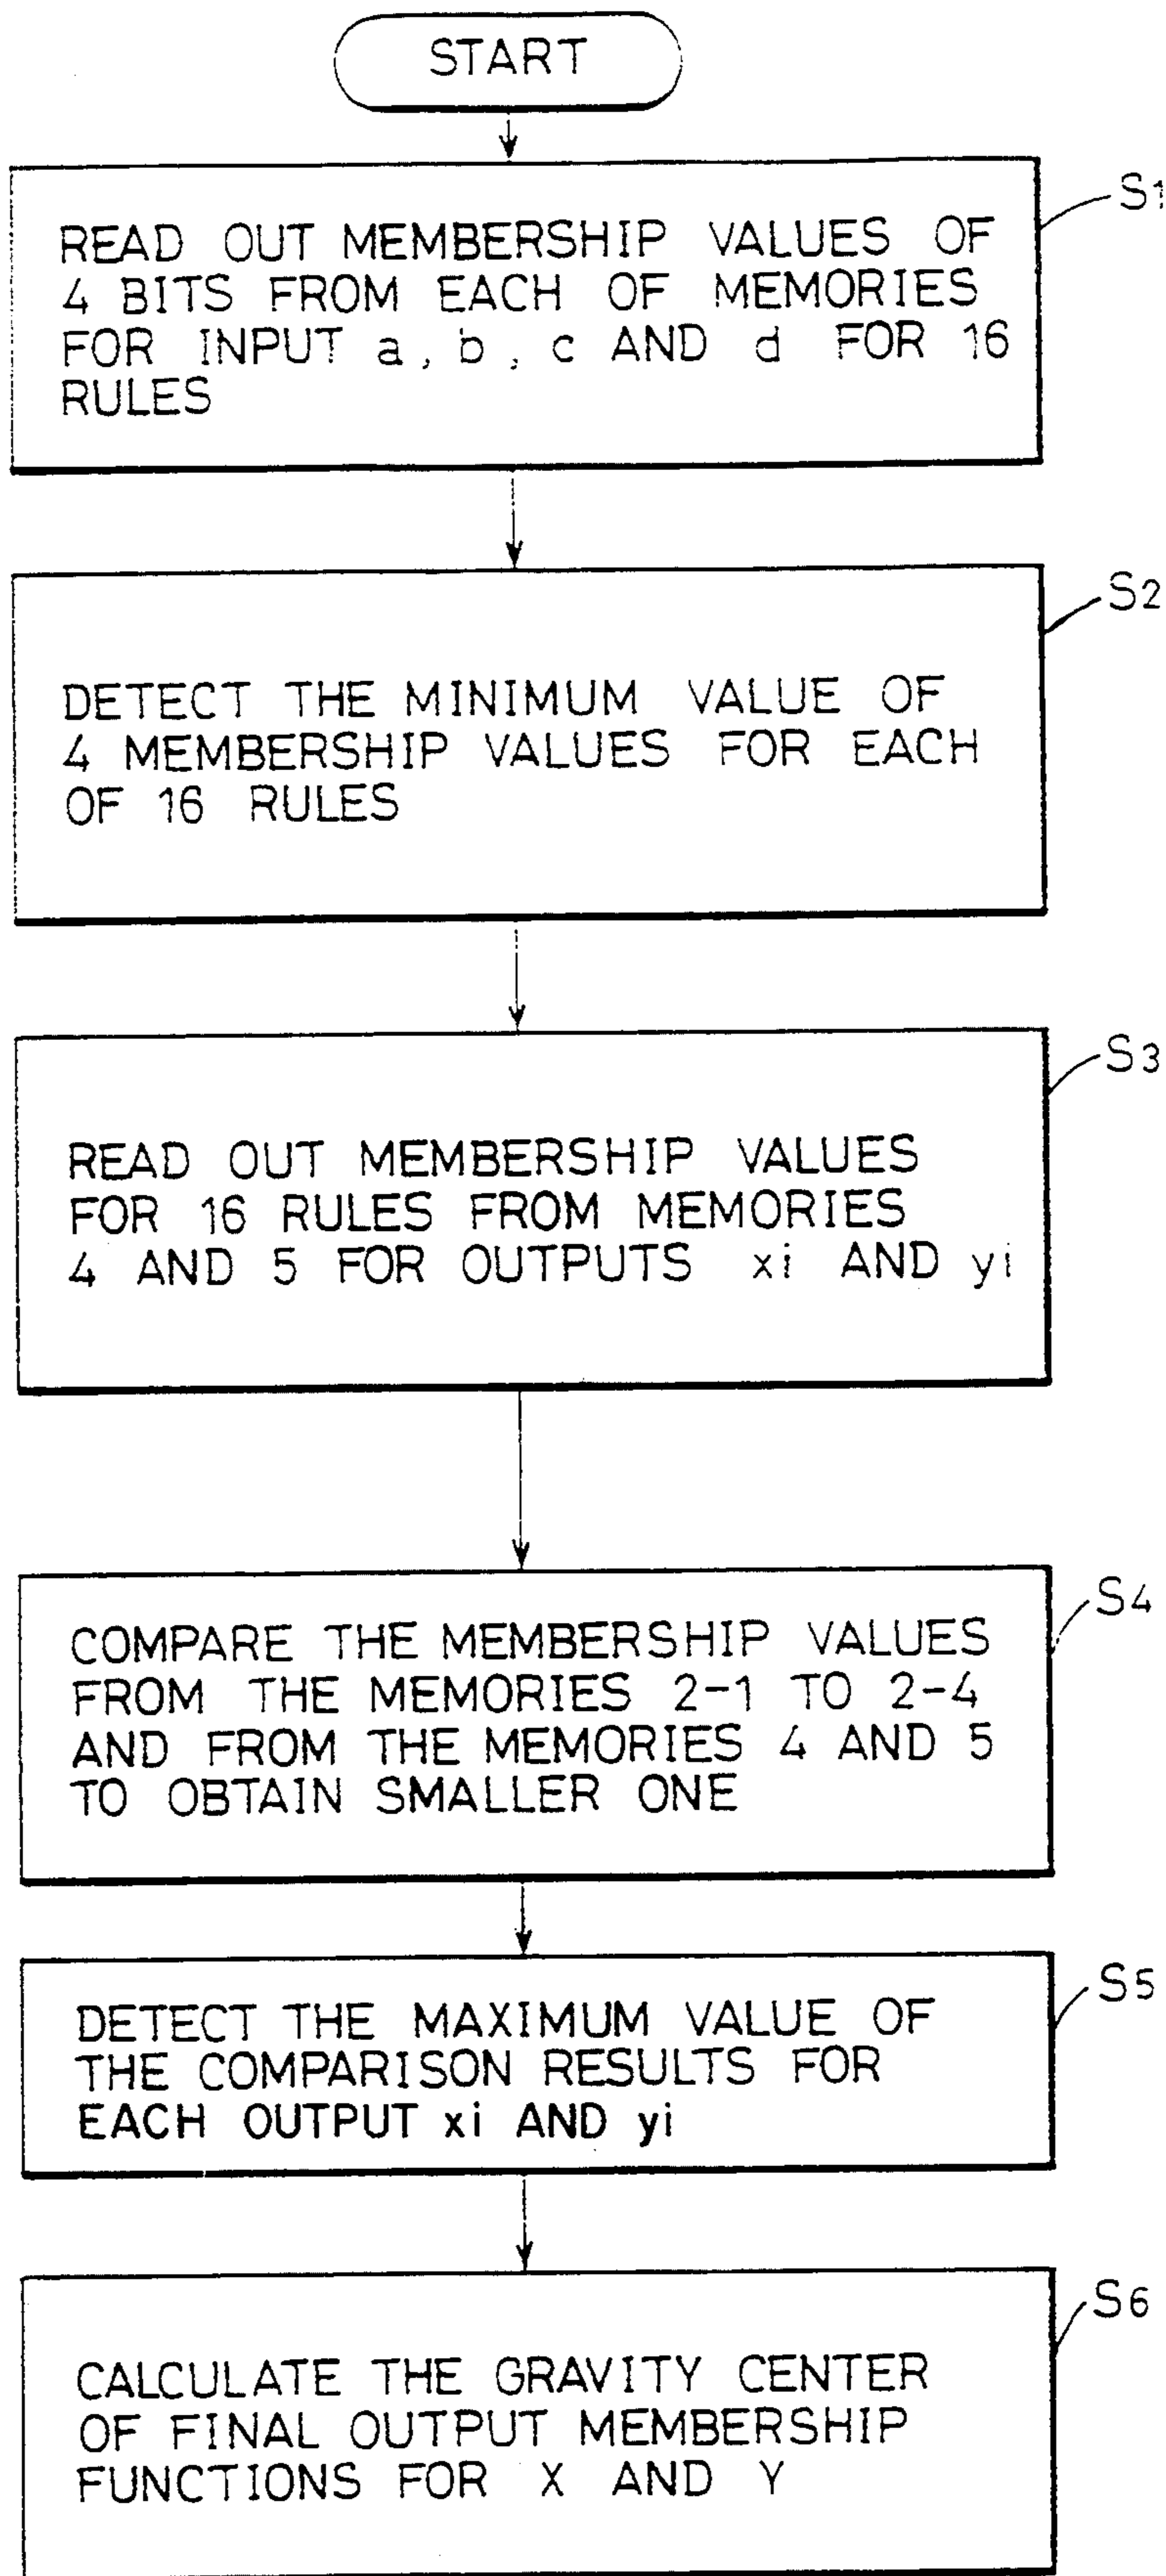 START
S1
READ OUT MEMBERSHIP VALUES OF
4 BITS FROM EACH OF MEMORIES
FOR INPUT a, b, c AND d FOR 16
RULES
S2
DETECT THE MINIMUM VALUE OF
4 MEMBERSHIP VALUES FOR EACH
OF 16 RULES
S3
READ OUT MEMBERSHIP VALUES
FOR 16 RULES FROM MEMORIES
4 AND 5 FOR OUTPUTS xi AND yi
S4
COMPARE THE MEMBERSHIP VALUES
FROM THE MEMORIES 2-1 TO 2-4
AND FROM THE MEMORIES 4 AND 5
TO OBTAIN SMALLER ONE
S5
DETECT THE MAXIMUM VALUE OF
THE COMPARISON RESULTS FOR
EACH OUTPUT xi AND yi
S6
CALCULATE THE GRAVITY CENTER
OF FINAL OUTPUT MEMBERSHIP
FUNCTIONS FOR X AND Y